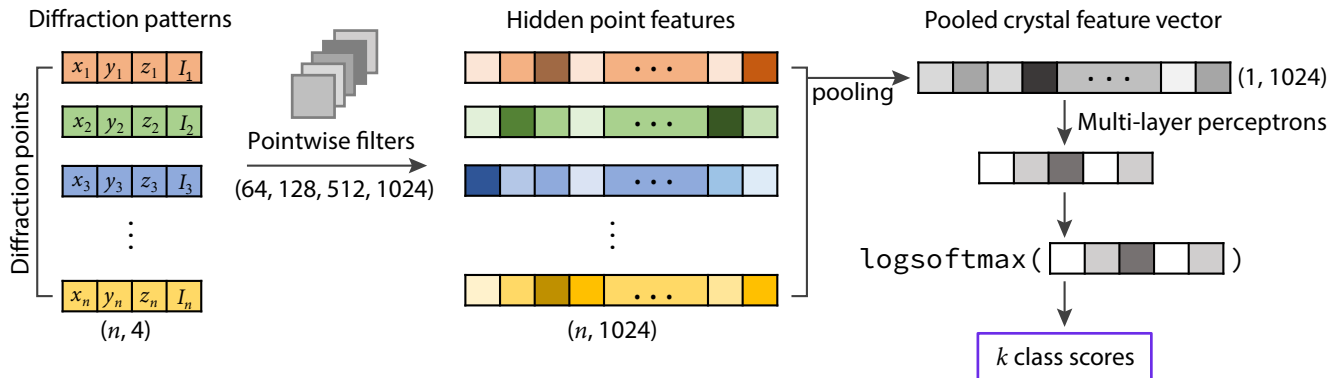 Diffraction patterns
Hidden point features
Pooled crystal feature vector
Diffraction points
x₁ y₁ z₁ I₁
x₂ y₂ z₂ I₂
x₃ y₃ z₃ I₃
⋮
xₙ yₙ zₙ Iₙ
(n, 4)
Pointwise filters
(64, 128, 512, 1024)
• • •
• • •
• • •
⋮
• • •
(n, 1024)
pooling
• • •
(1, 1024)
Multi-layer perceptrons
logsoftmax( )
k class scores